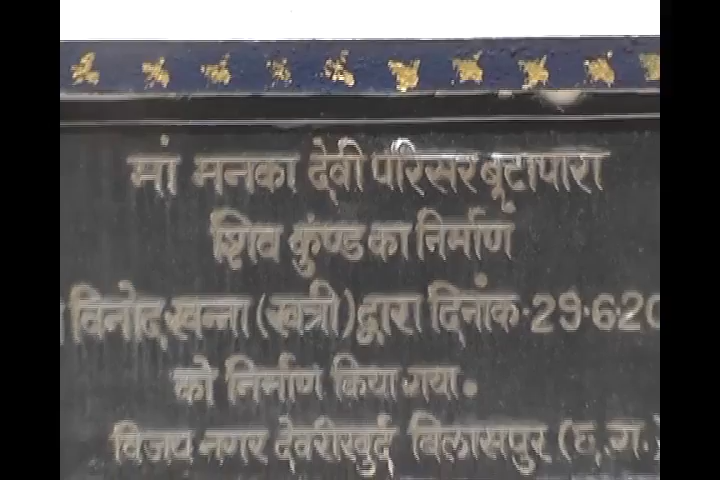 मां मनका देवी परिसर बूटापारा
शिव कुंण्ड का निर्माण
विनोद खन्ना (खत्री) द्वारा दिनांक 29.6.20
को निर्माण किया गया.
विजय नगर देवरीखुर्द बिलासपुर (छ.ग.)